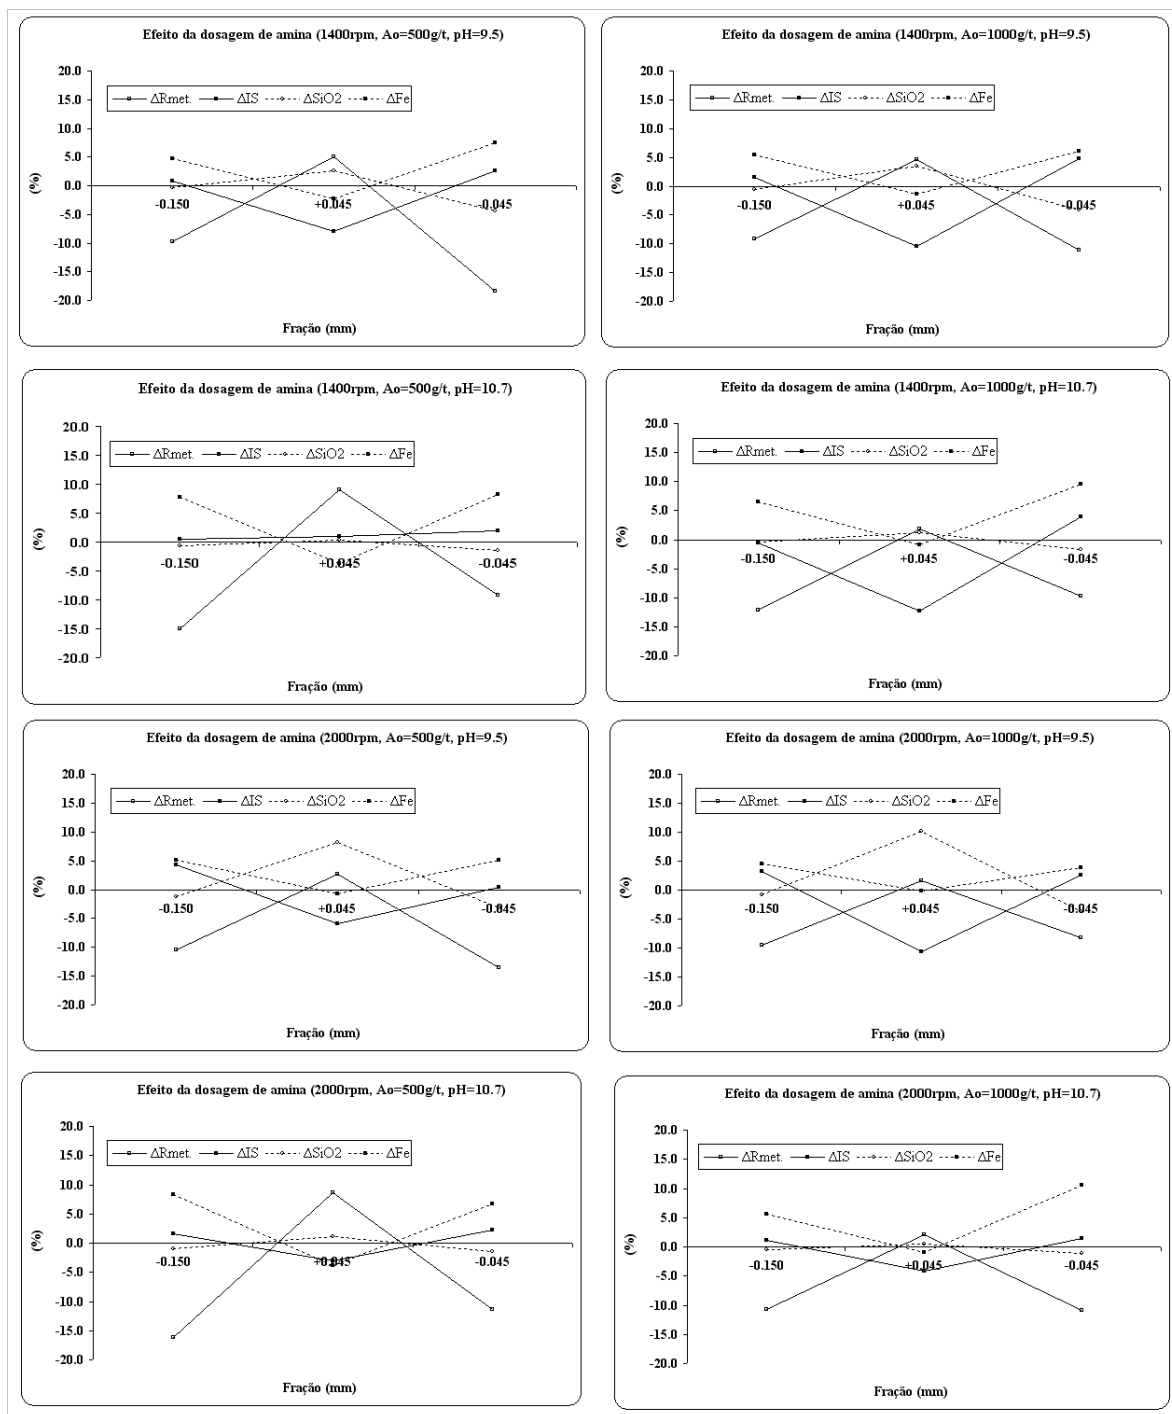 Efeito da dosagem de amina (1400rpm, Ao=500g/t, pH=9.5)
20.0
15.0
10.0
5.0
0.0
-5.0
-10.0
-15.0
-20.0
(%)
ΔRmet. ΔIS ΔSiO2 ΔFe
-0.150 +0.045 -0.045
Fração (mm)
Efeito da dosagem de amina (1400rpm, Ao=1000g/t, pH=9.5)
20.0
15.0
10.0
5.0
0.0
-5.0
-10.0
-15.0
-20.0
(%)
ΔRmet. ΔIS ΔSiO2 ΔFe
-0.150 +0.045 -0.045
Fração (mm)
Efeito da dosagem de amina (1400rpm, Ao=500g/t, pH=10.7)
20.0
15.0
10.0
5.0
0.0
-5.0
-10.0
-15.0
-20.0
(%)
ΔRmet. ΔIS ΔSiO2 ΔFe
-0.150 +0.045 -0.045
Fração (mm)
Efeito da dosagem de amina (1400rpm, Ao=1000g/t, pH=10.7)
20.0
15.0
10.0
5.0
0.0
-5.0
-10.0
-15.0
-20.0
(%)
ΔRmet. ΔIS ΔSiO2 ΔFe
-0.150 +0.045 -0.045
Fração (mm)
Efeito da dosagem de amina (2000rpm, Ao=500g/t, pH=9.5)
20.0
15.0
10.0
5.0
0.0
-5.0
-10.0
-15.0
-20.0
(%)
ΔRmet. ΔIS ΔSiO2 ΔFe
-0.150 +0.045 -0.045
Fração (mm)
Efeito da dosagem de amina (2000rpm, Ao=1000g/t, pH=9.5)
20.0
15.0
10.0
5.0
0.0
-5.0
-10.0
-15.0
-20.0
(%)
ΔRmet. ΔIS ΔSiO2 ΔFe
-0.150 +0.045 -0.045
Fração (mm)
Efeito da dosagem de amina (2000rpm, Ao=500g/t, pH=10.7)
20.0
15.0
10.0
5.0
0.0
-5.0
-10.0
-15.0
-20.0
(%)
ΔRmet. ΔIS ΔSiO2 ΔFe
-0.150 +0.045 -0.045
Fração (mm)
Efeito da dosagem de amina (2000rpm, Ao=1000g/t, pH=10.7)
20.0
15.0
10.0
5.0
0.0
-5.0
-10.0
-15.0
-20.0
(%)
ΔRmet. ΔIS ΔSiO2 ΔFe
-0.150 +0.045 -0.045
Fração (mm)